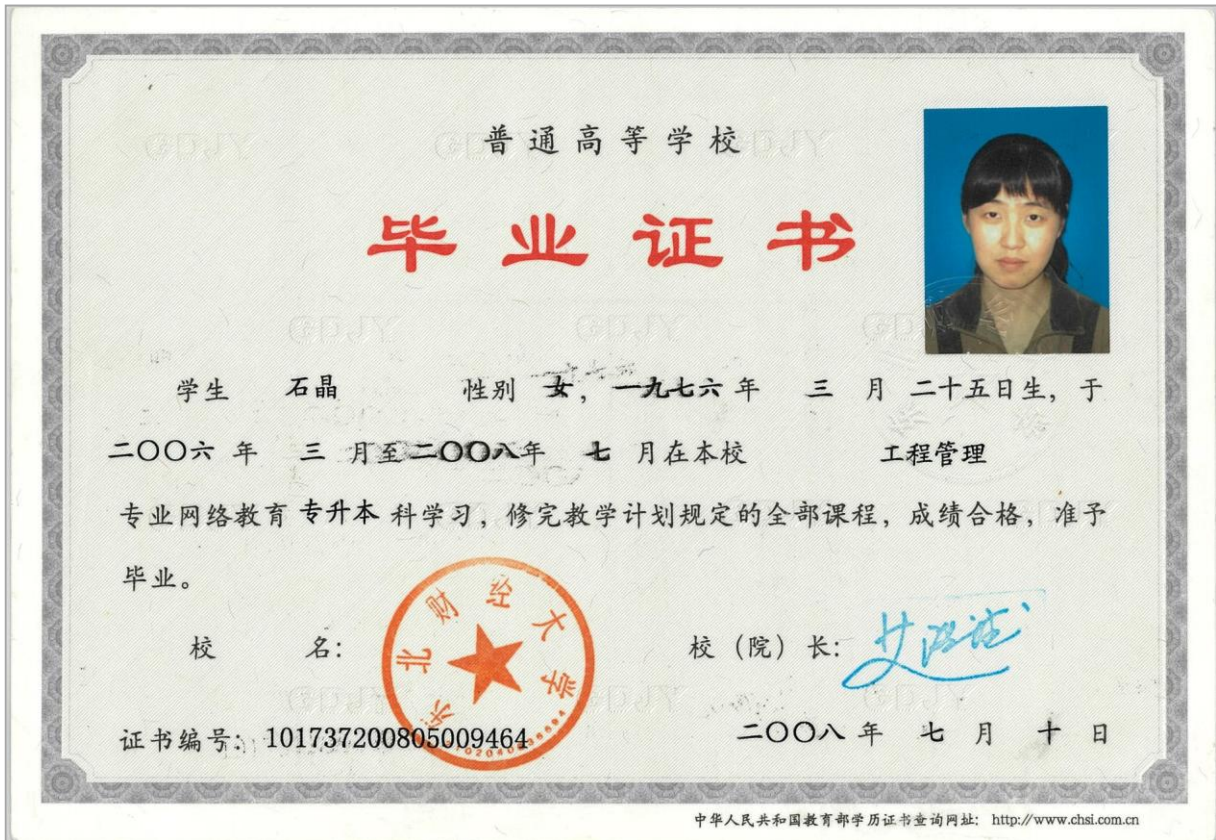 普通高等学校
毕业证书
学生 石晶 性别 女，一九七六年 三 月 二十五日生，于
二〇〇六 年 三 月至二〇〇八年 七 月在本校 工程管理
专业网络教育 专升本 科学习，修完教学计划规定的全部课程，成绩合格，准予
毕业。
校 名： 校（院）长：
东北财经大学
证书编号：101737200805009464 二〇〇八 年 七 月 十 日
中华人民共和国教育部学历证书查询网址： http://www.chsi.com.cn